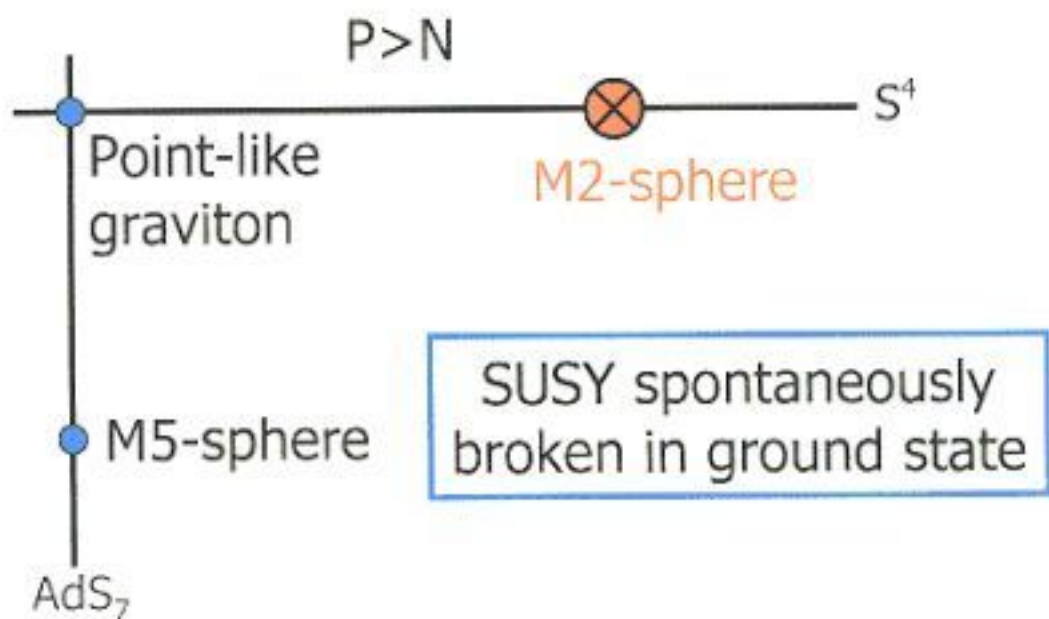 P>N
S⁴
Point-like
graviton
M2-sphere
SUSY spontaneously
broken in ground state
M5-sphere
AdS₇